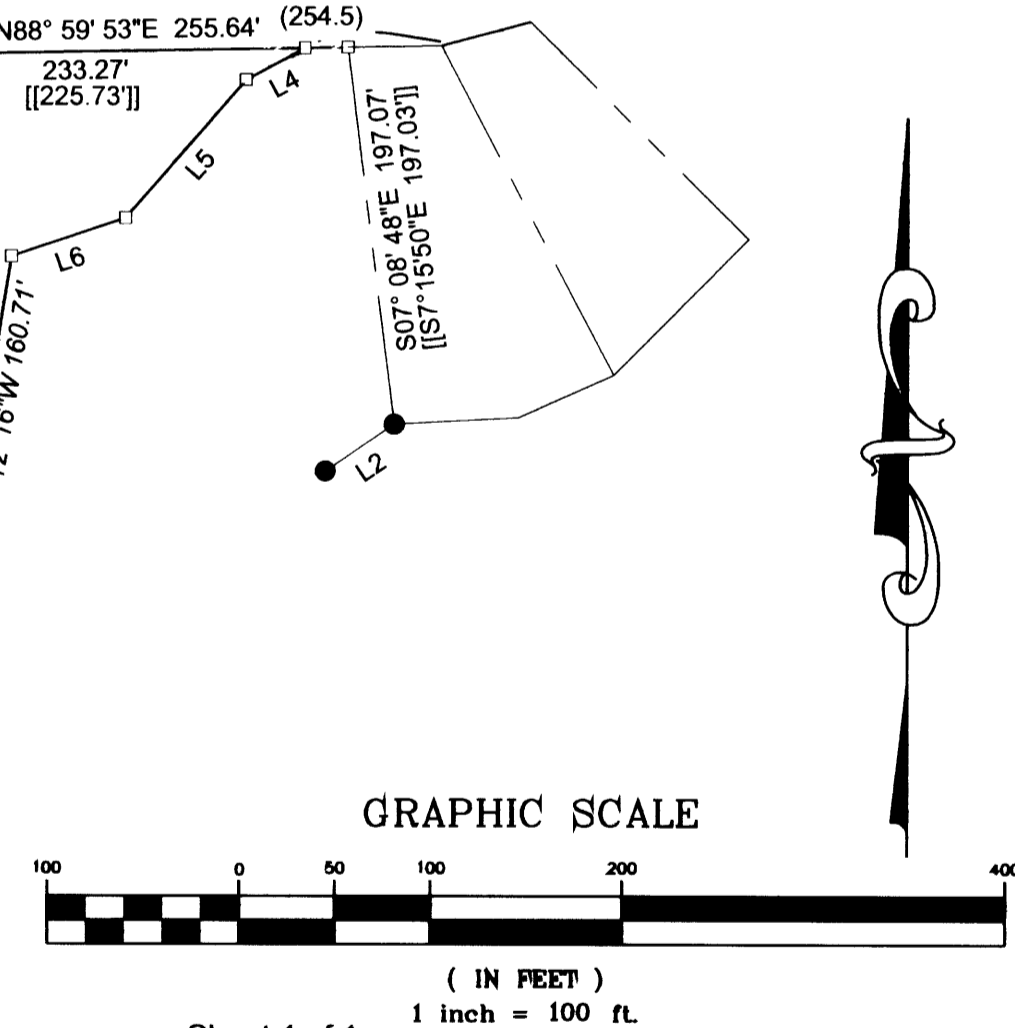 N88° 59' 53"E 255.64' (254.5)
233.27'
[[225.73']]
L4
L5
L6
S07° 08' 48"E 197.07'
[[S7°15'50"E 197.03']]
16"W 160.71'
L2
GRAPHIC SCALE
100 0 50 100 200 400
( IN FEET )
1 inch = 100 ft.